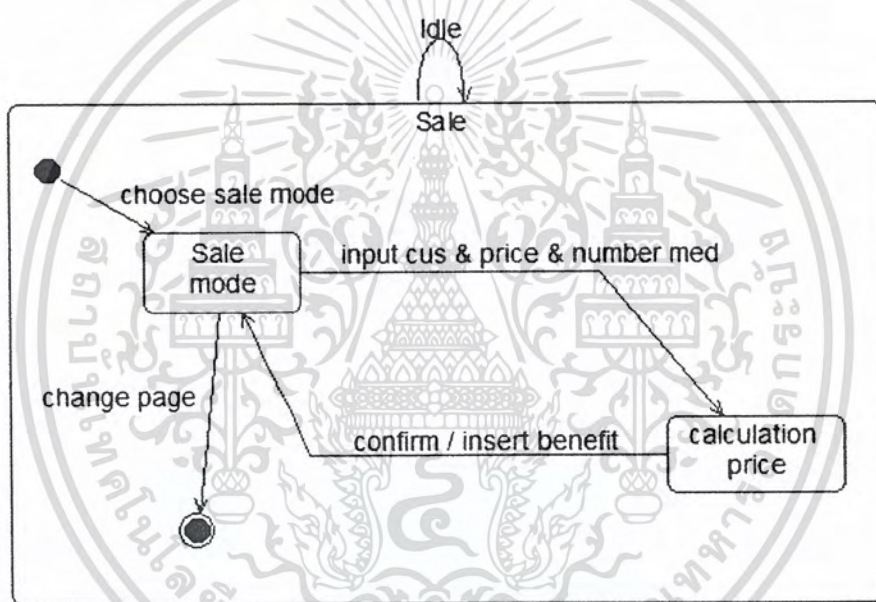 Idle
Sale
choose sale mode
Sale
mode
input cus & price & number med
change page
confirm / insert benefit
calculation
price